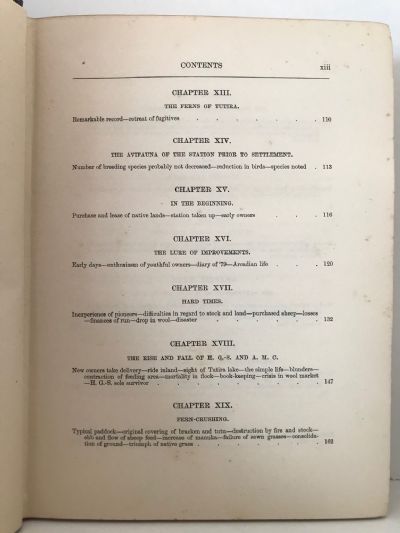 CONTENTS xiii
CHAPTER XIII.
THE FERNS OF TUTIRA.
Remarkable record—retreat of fugitives . . . . . . 110
CHAPTER XIV.
THE AVIFAUNA OF THE STATION PRIOR TO SETTLEMENT.
Number of breeding species probably not decreased—reduction in birds—species noted . 113
CHAPTER XV.
IN THE BEGINNING.
Purchase and lease of native lands—station taken up—early owners . . . 116
CHAPTER XVI.
THE LURE OF IMPROVEMENTS.
Early days—enthusiasm of youthful owners—diary of '79—Arcadian life . . . 120
CHAPTER XVII.
HARD TIMES.
Inexperience of pioneers—difficulties in regard to stock and land—purchased sheep—losses
—finances of run—drop in wool—disaster . . . . . 132
CHAPTER XVIII.
THE RISE AND FALL OF H. G.-S. AND A. M. C.
New owners take delivery—ride inland—sight of Tutira lake—the simple life—blunders—
contraction of feeding area—mortality in flock—book-keeping—crisis in wool market
—H. G.-S. sole survivor . . . . . . . 147
CHAPTER XIX.
FERN-CRUSHING.
Typical paddock—original covering of bracken and tutu—destruction by fire and stock—
ebb and flow of sheep feed—increase of manuka—failure of sown grasses—consolida-
tion of ground—triumph of native grass . . . . . 162